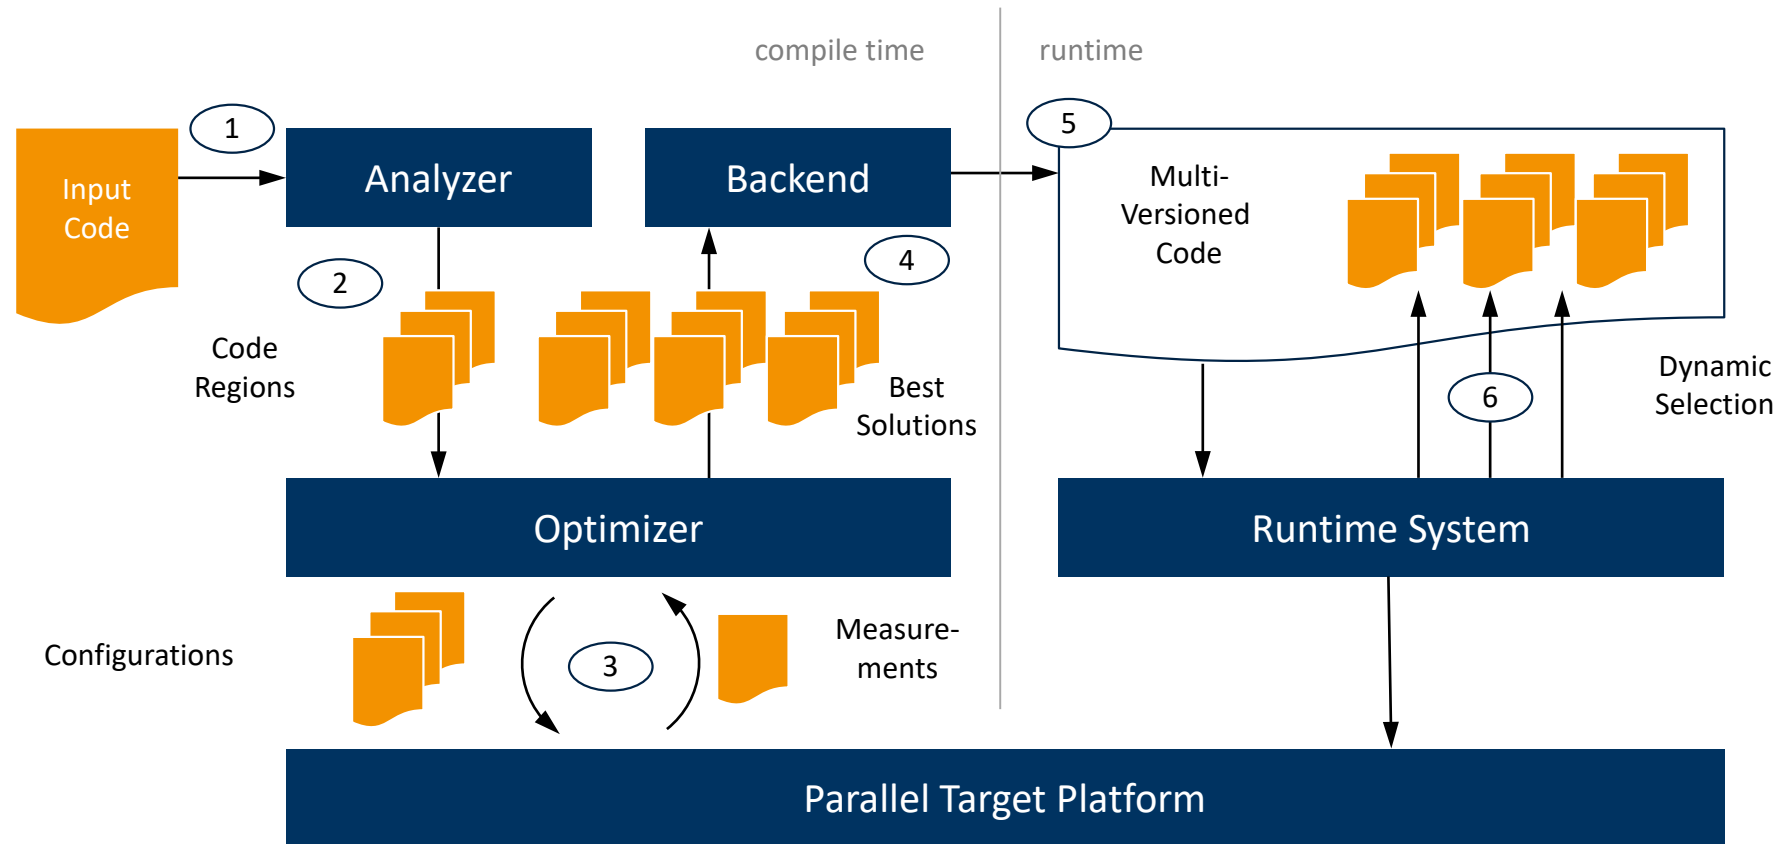 compile time
runtime
1
5
Input
Code
Analyzer
Backend
Multi-
Versioned
Code
2
4
Code
Regions
Best
Solutions
6
Dynamic
Selection
Optimizer
Runtime System
Configurations
3
Measure-
ments
Parallel Target Platform